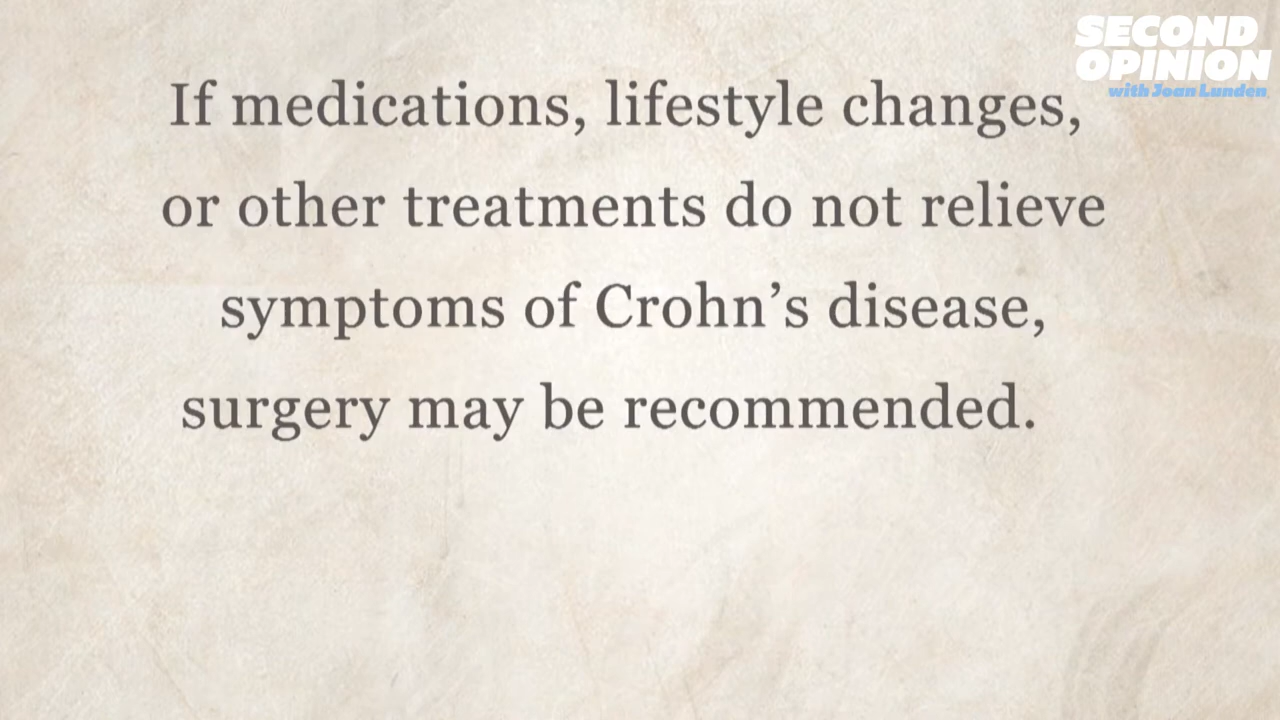 SECOND
OPINION
with Joan Lunden
If medications, lifestyle changes,
or other treatments do not relieve
symptoms of Crohn’s disease,
surgery may be recommended.